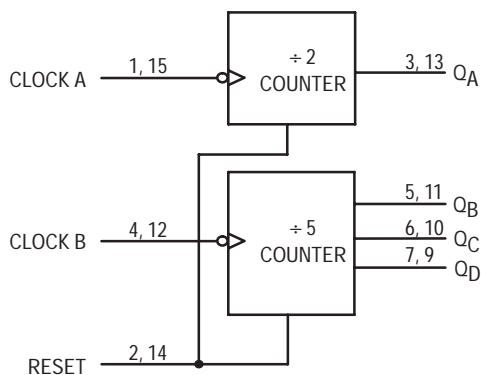 ÷ 2
COUNTER
CLOCK A
1, 15
3, 13
QA
÷ 5
COUNTER
CLOCK B
4, 12
5, 11
QB
6, 10
QC
7, 9
QD
RESET
2, 14